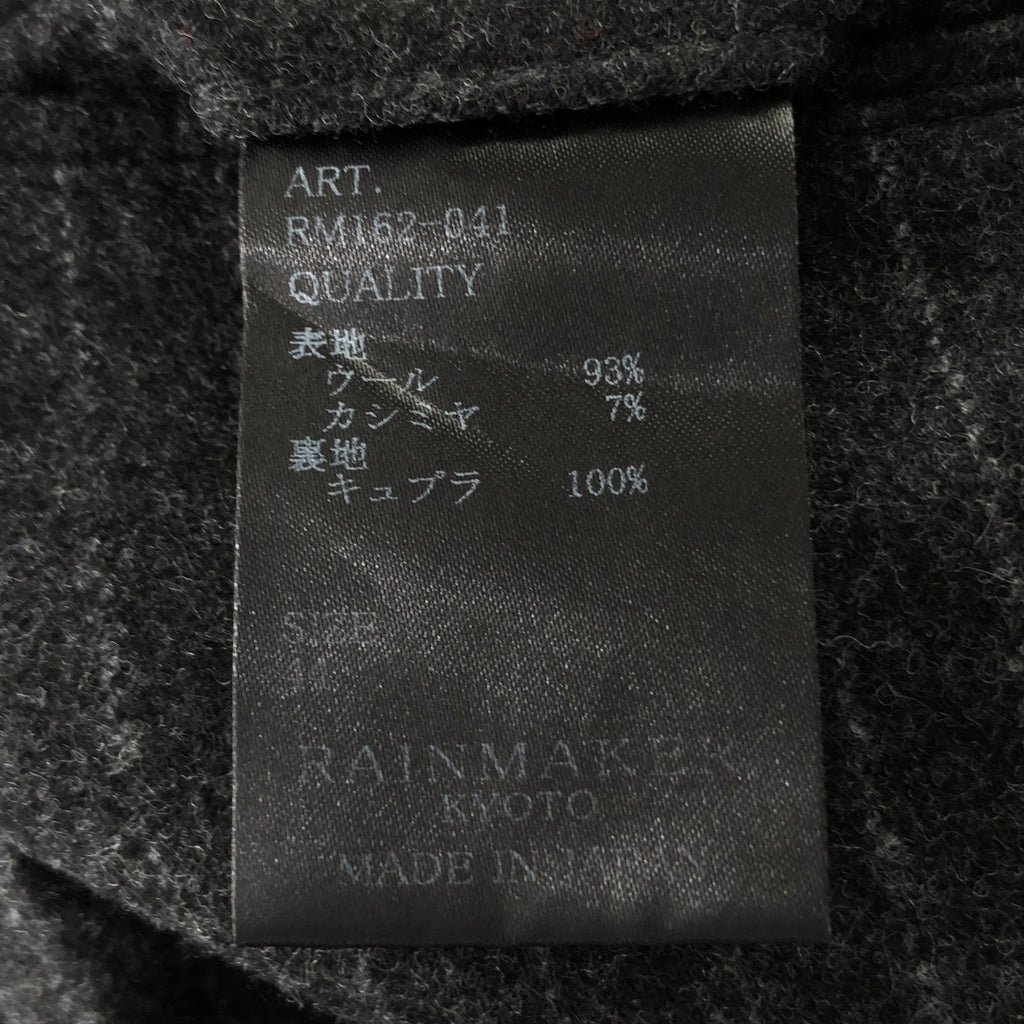 ART.
RM162-041
QUALITY
表地
ウール 93%
カシミヤ 7%
裏地
キュプラ 100%
SIZE
RAINMAKER
KYOTO
MADE IN JAPAN